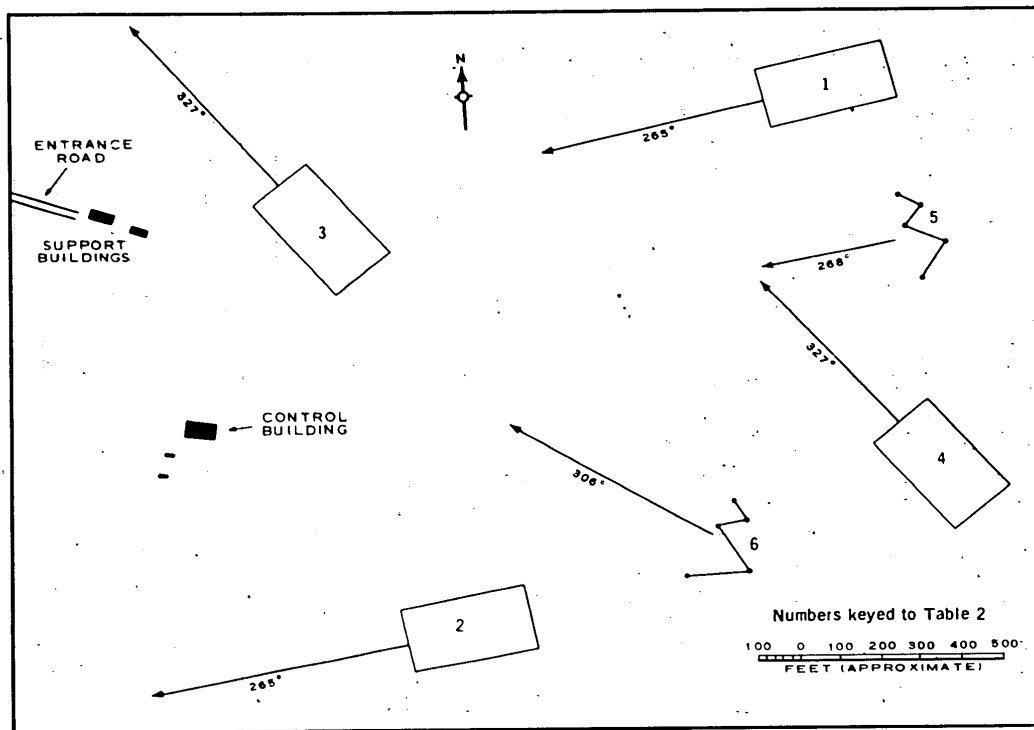 N
1
327°
265°
ENTRANCE
ROAD
5
3
SUPPORT
BUILDINGS
268°
327°
CONTROL
BUILDING
4
306°
6
2
Numbers keyed to Table 2
100 0 100 200 300 400 500
FEET (APPROXIMATE)
265°